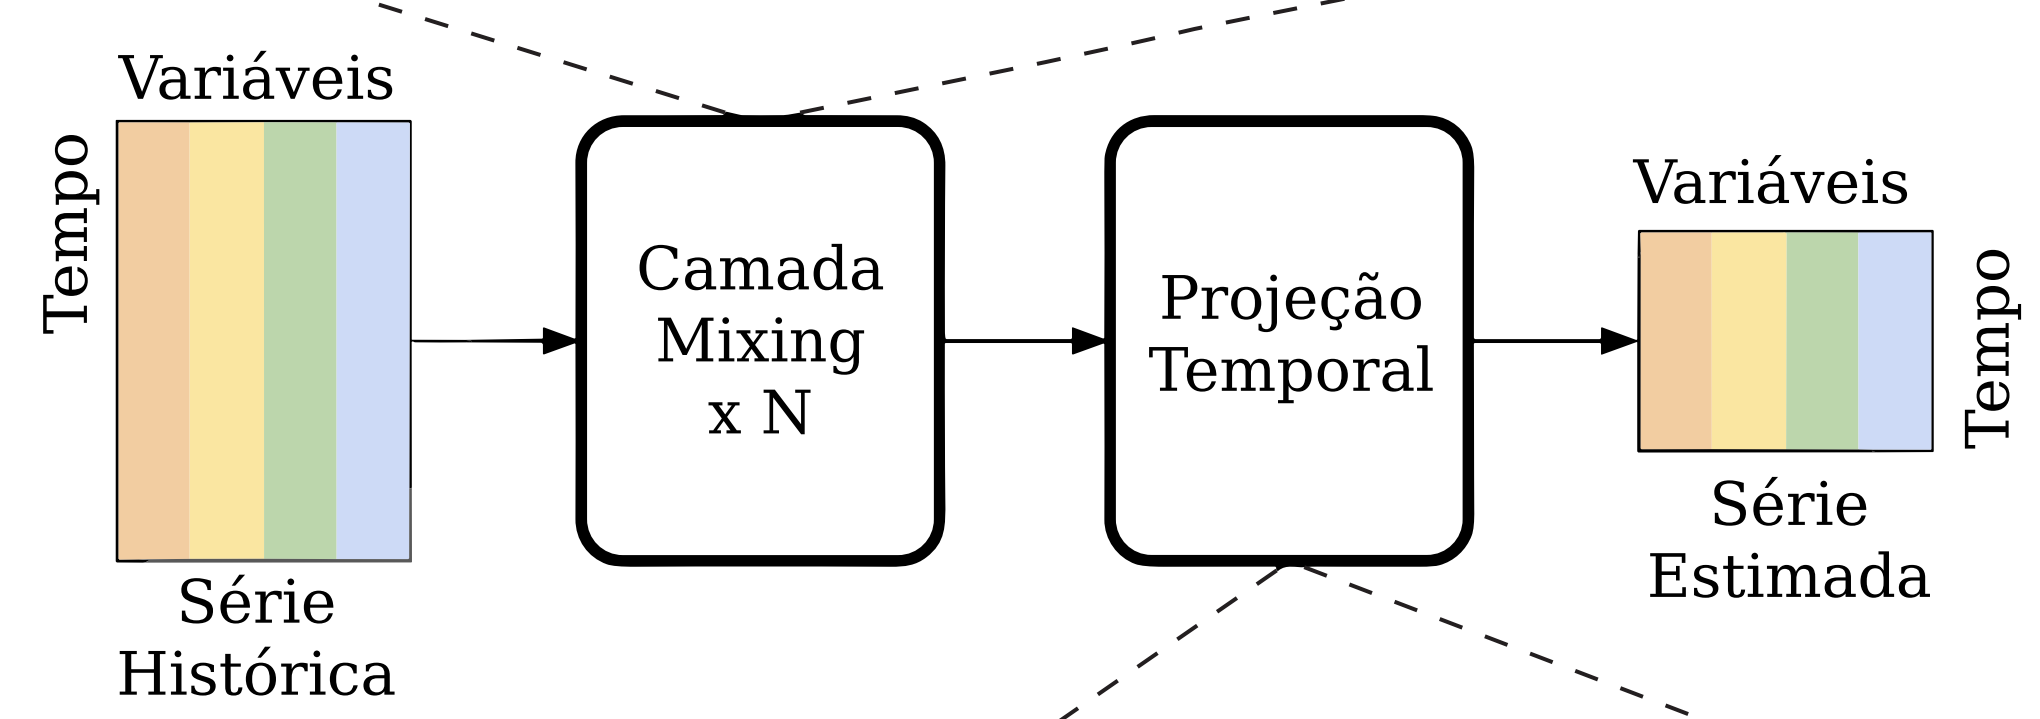 Variáveis
Tempo
Série
Histórica
Camada
Mixing
x N
Projeção
Temporal
Variáveis
Tempo
Série
Estimada